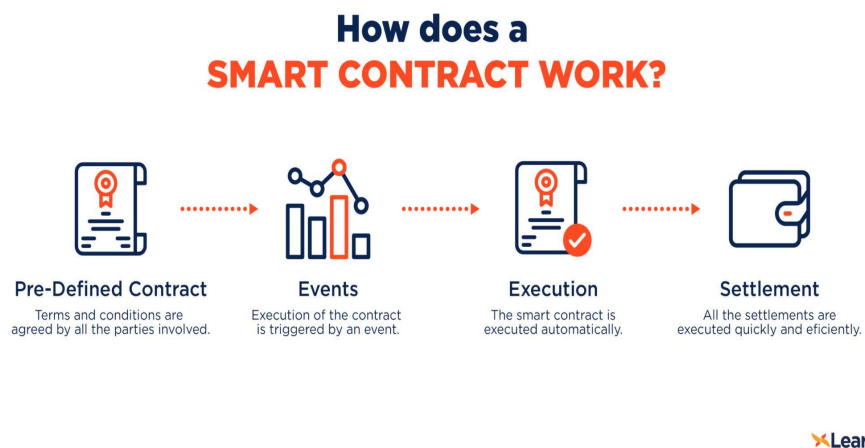 How does a
SMART CONTRACT WORK?
Pre-Defined Contract
Terms and conditions are
agreed by all the parties involved.
Events
Execution of the contract
is triggered by an event.
Execution
The smart contract is
executed automatically.
Settlement
All the settlements are
executed quickly and eficiently.